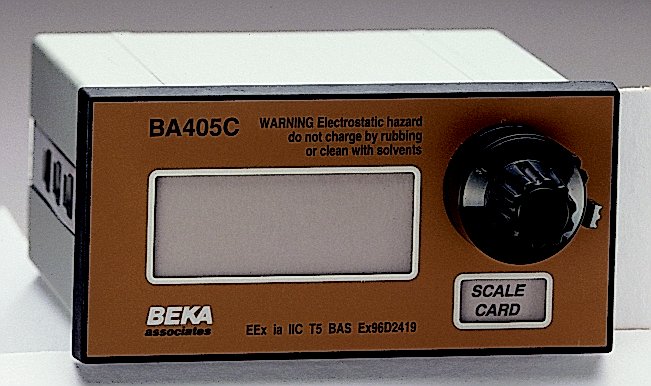 BA405C
WARNING Electrostatic hazard
do not charge by rubbing
or clean with solvents
BEKA
associates
EEx ia IIC T5 BAS Ex96D2419
SCALE
CARD